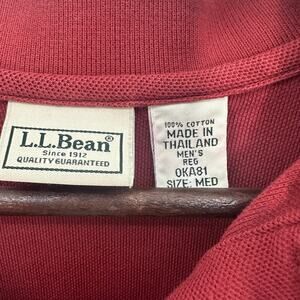 L.L.Bean
Since 1912
QUALITY GUARANTEED
100% COTTON
MADE IN
THAILAND
MEN'S
REG
0KA81
SIZE: MED